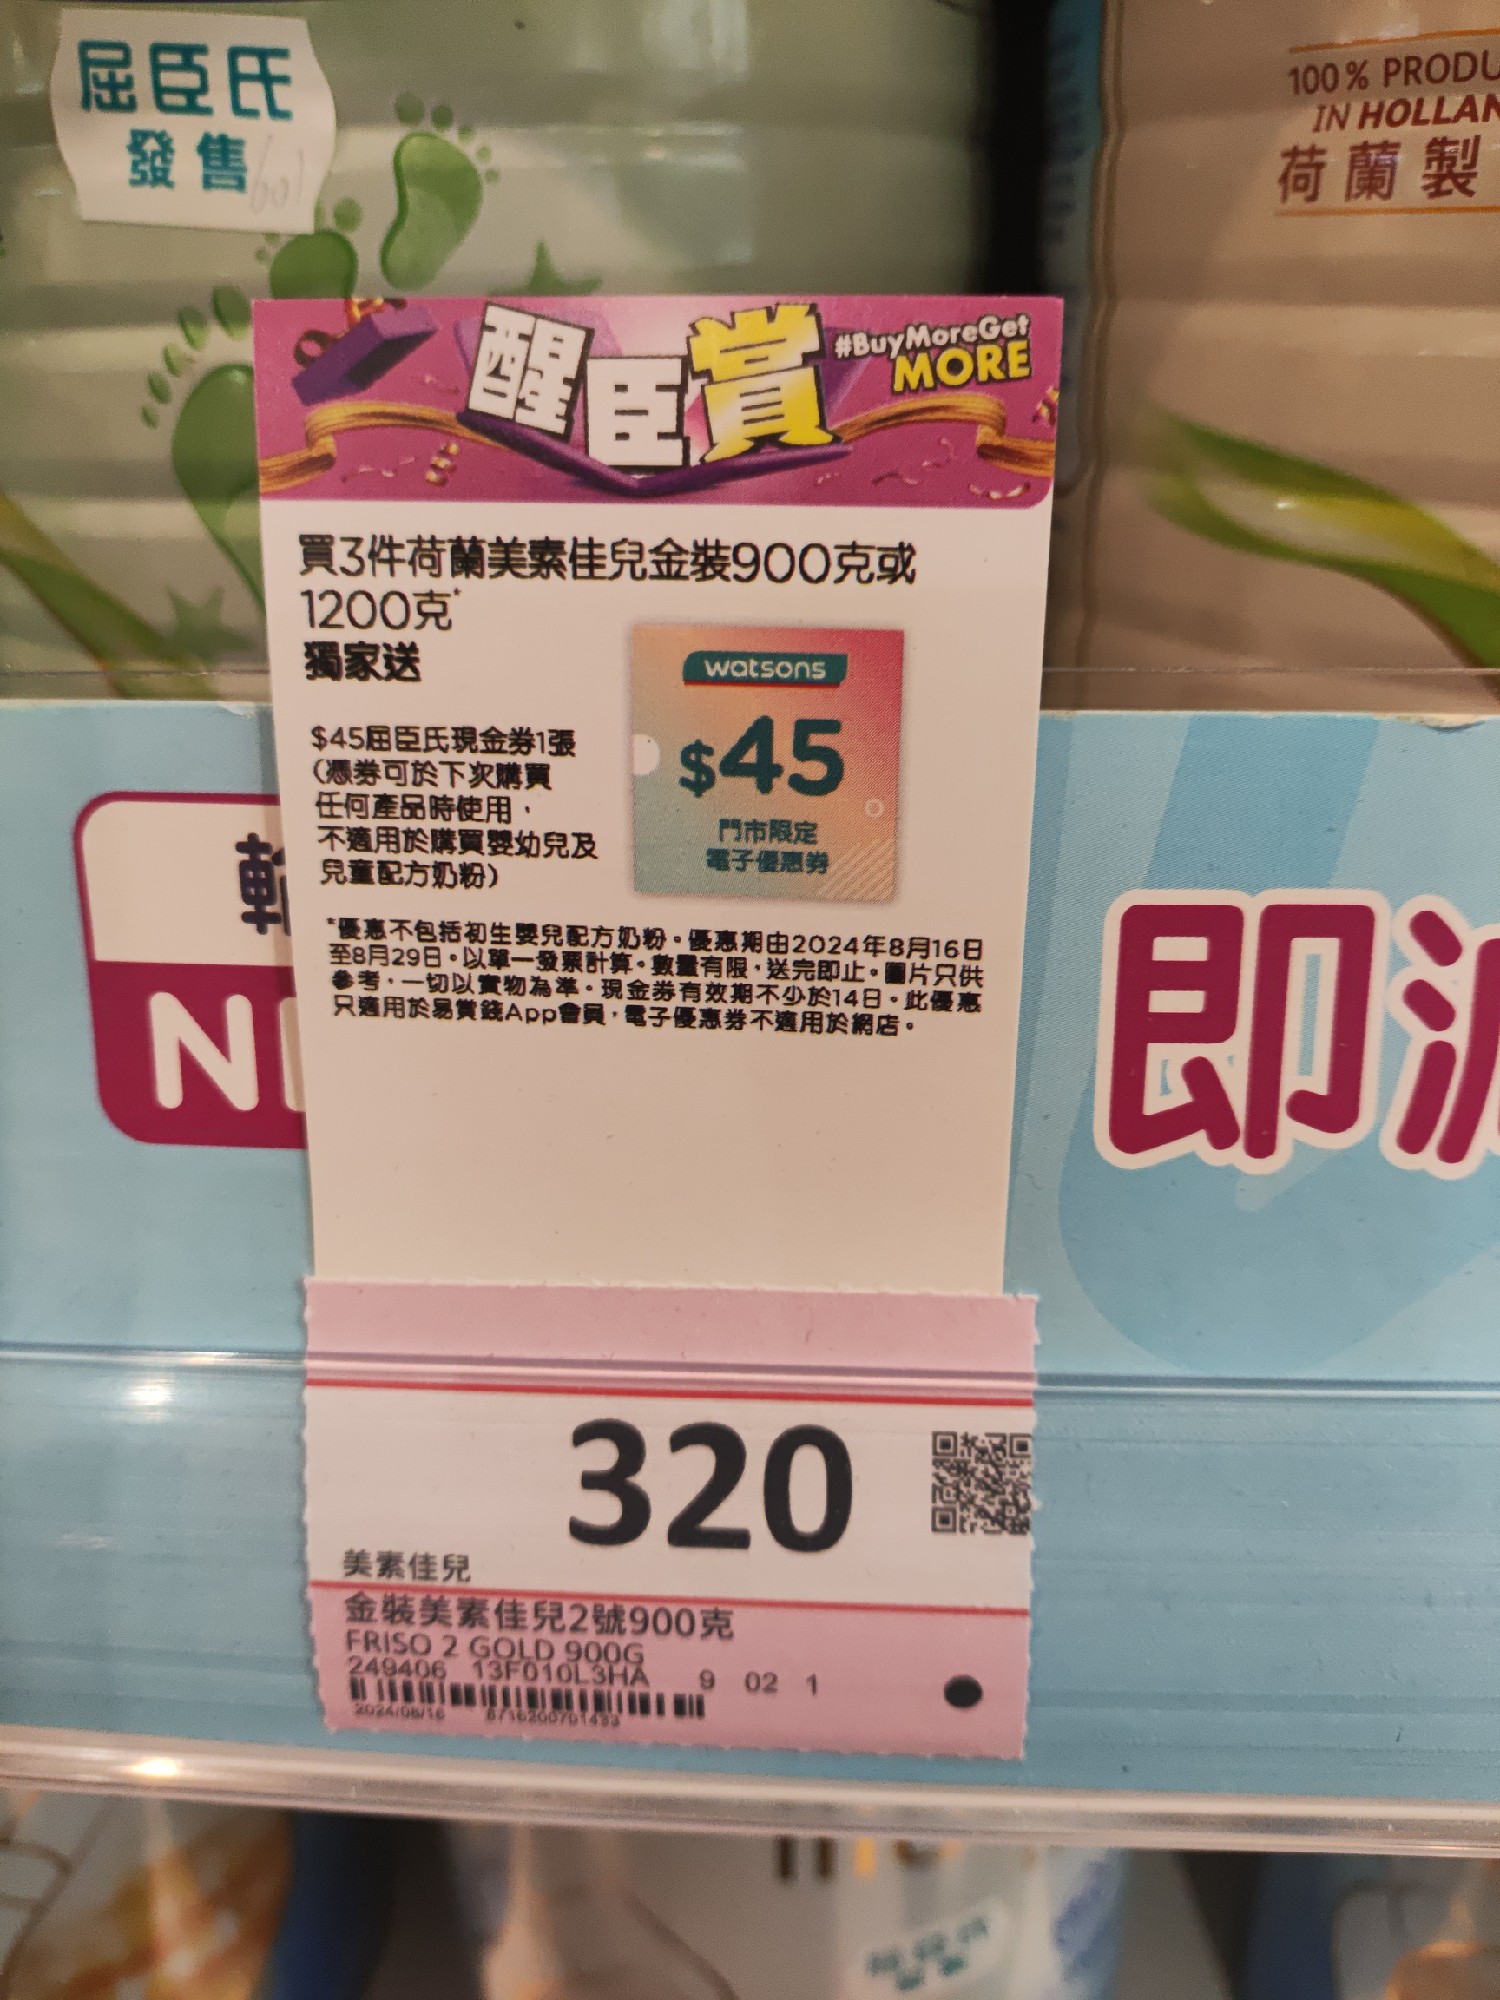 屈臣氏
發售
100% PRODU
IN HOLLAN
荷蘭製
醒臣賞
#BuyMoreGet
MORE
買3件荷蘭美素佳兒金裝900克或
1200克*
獨家送
$45屈臣氏現金券1張
(憑券可於下次購買
任何產品時使用，
不適用於購買嬰幼兒及
兒童配方奶粉)
watsons
$45
門市限定
電子優惠券
*優惠不包括初生嬰兒配方奶粉。優惠期由2024年8月16日
至8月29日。以單一發票計算。數量有限，送完即止。圖片只供
參考，一切以實物為準。現金券有效期不少於14日。此優惠
只適用於易賞錢App會員，電子優惠券不適用於網店。
即
320
美素佳兒
金裝美素佳兒2號900克
FRISO 2 GOLD 900G
249406 13F010L3HA 9 02 1
2024/08/16 8716200701433